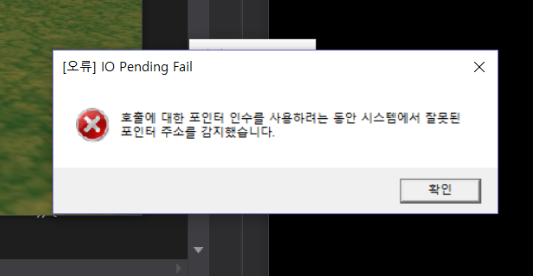 [오류] IO Pending Fail
호출에 대한 포인터 인수를 사용하려는 동안 시스템에서 잘못된
포인터 주소를 감지했습니다.
확인